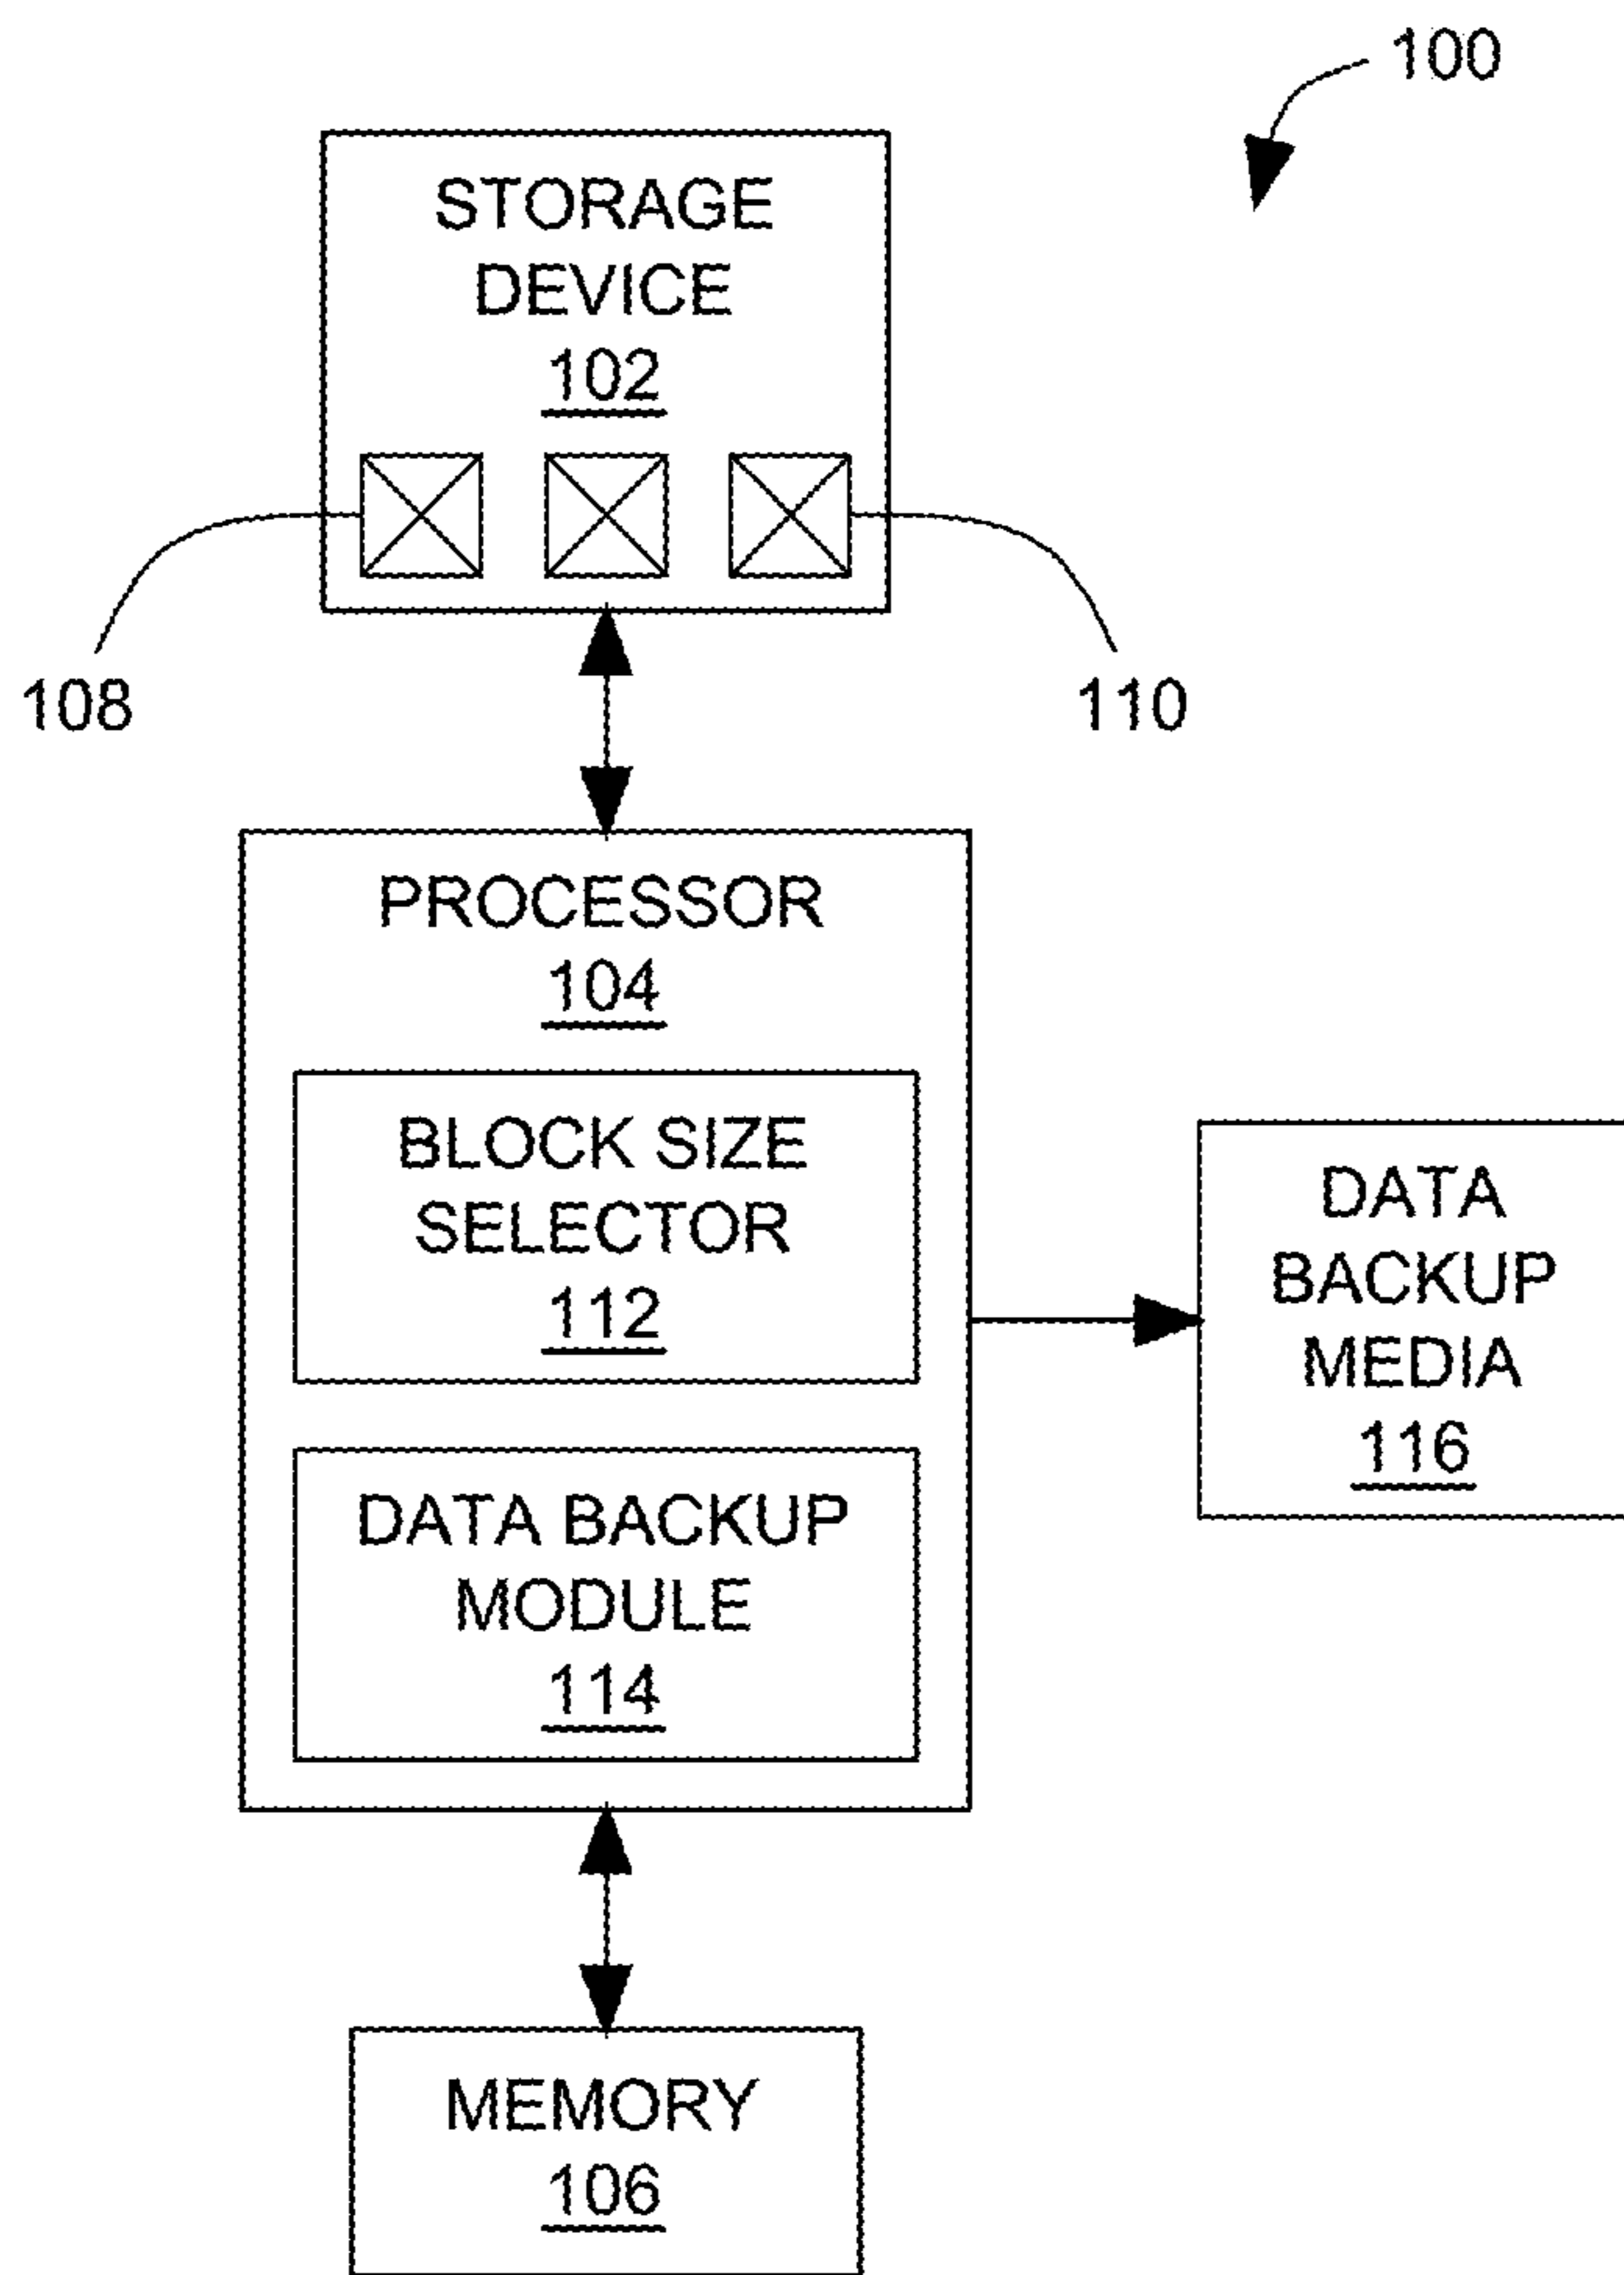 100
STORAGE
DEVICE
102
108
110
PROCESSOR
104
BLOCK SIZE
SELECTOR
112
DATA BACKUP
MODULE
114
DATA
BACKUP
MEDIA
116
MEMORY
106